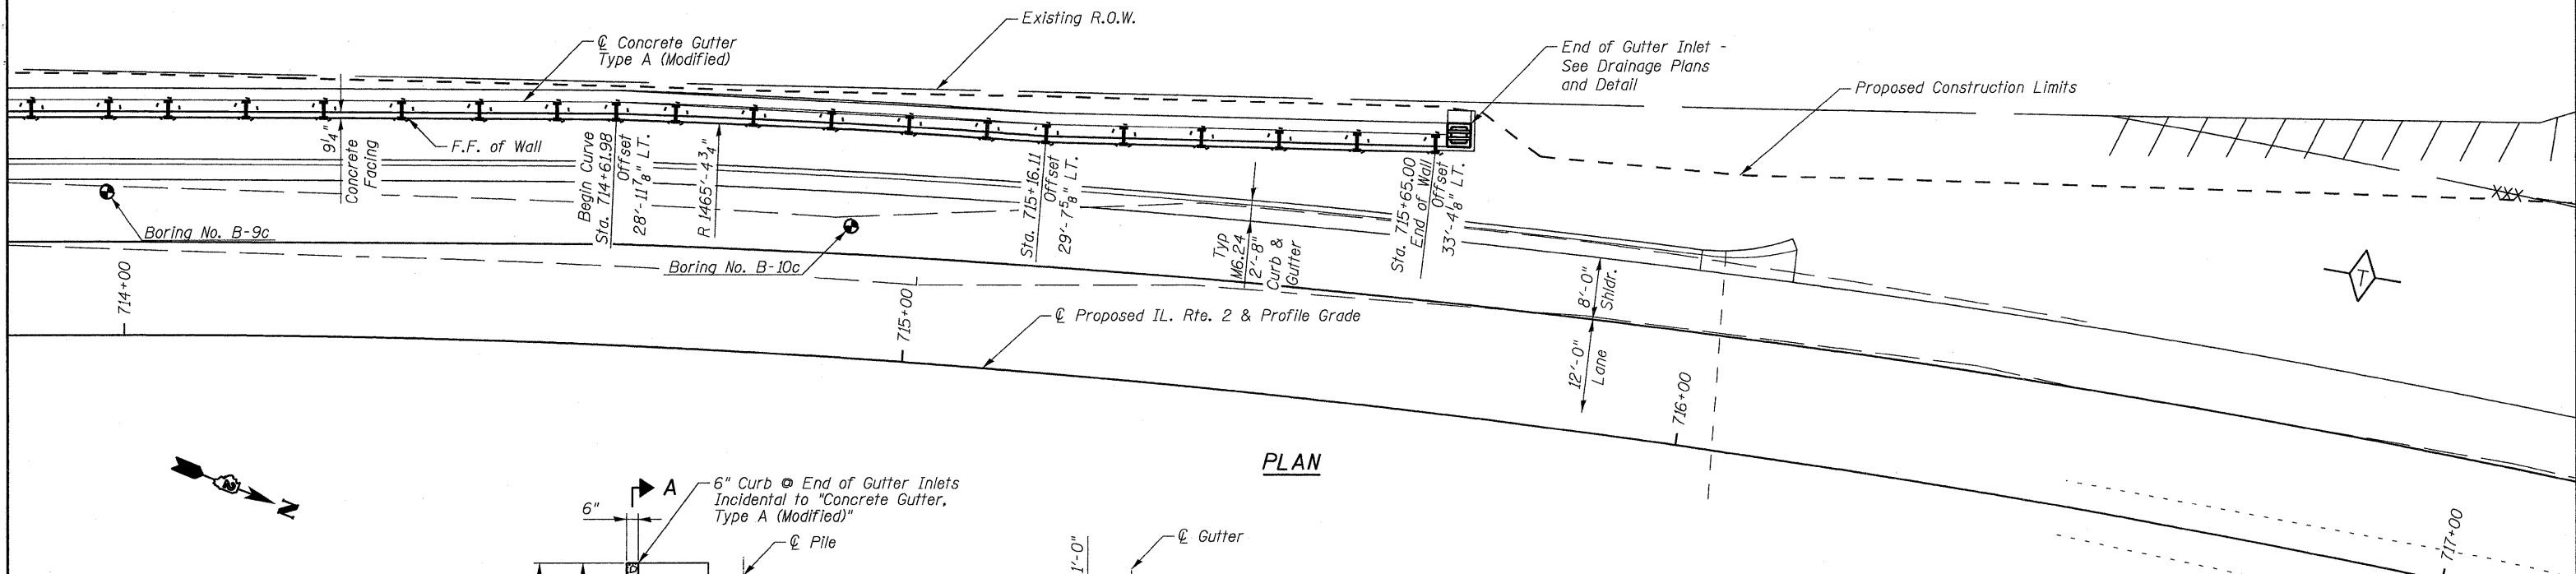 Existing R.O.W.
℄ Concrete Gutter
Type A (Modified)
End of Gutter Inlet -
See Drainage Plans
and Detail
Proposed Construction Limits
9¼"
Concrete
Facing
F.F. of Wall
Begin Curve
Sta. 714+61.98
Offset
28'-11⅞" LT.
R 1465'-4¾"
Sta. 715+16.11
Offset
29'-7⅝" LT.
Typ
M6.24
2'-8"
Curb &
Gutter
Sta. 715+65.00
End of Wall
Offset
33'-4⅛" LT.
XXX
Boring No. B-9c
Boring No. B-10c
8'-0"
Shldr.
12'-0"
Lane
T
714+00
715+00
716+00
717+00
℄ Proposed IL. Rte. 2 & Profile Grade
PLAN
N
A
6"
6" Curb @ End of Gutter Inlets
Incidental to "Concrete Gutter,
Type A (Modified)"
℄ Pile
1'-0"
℄ Gutter